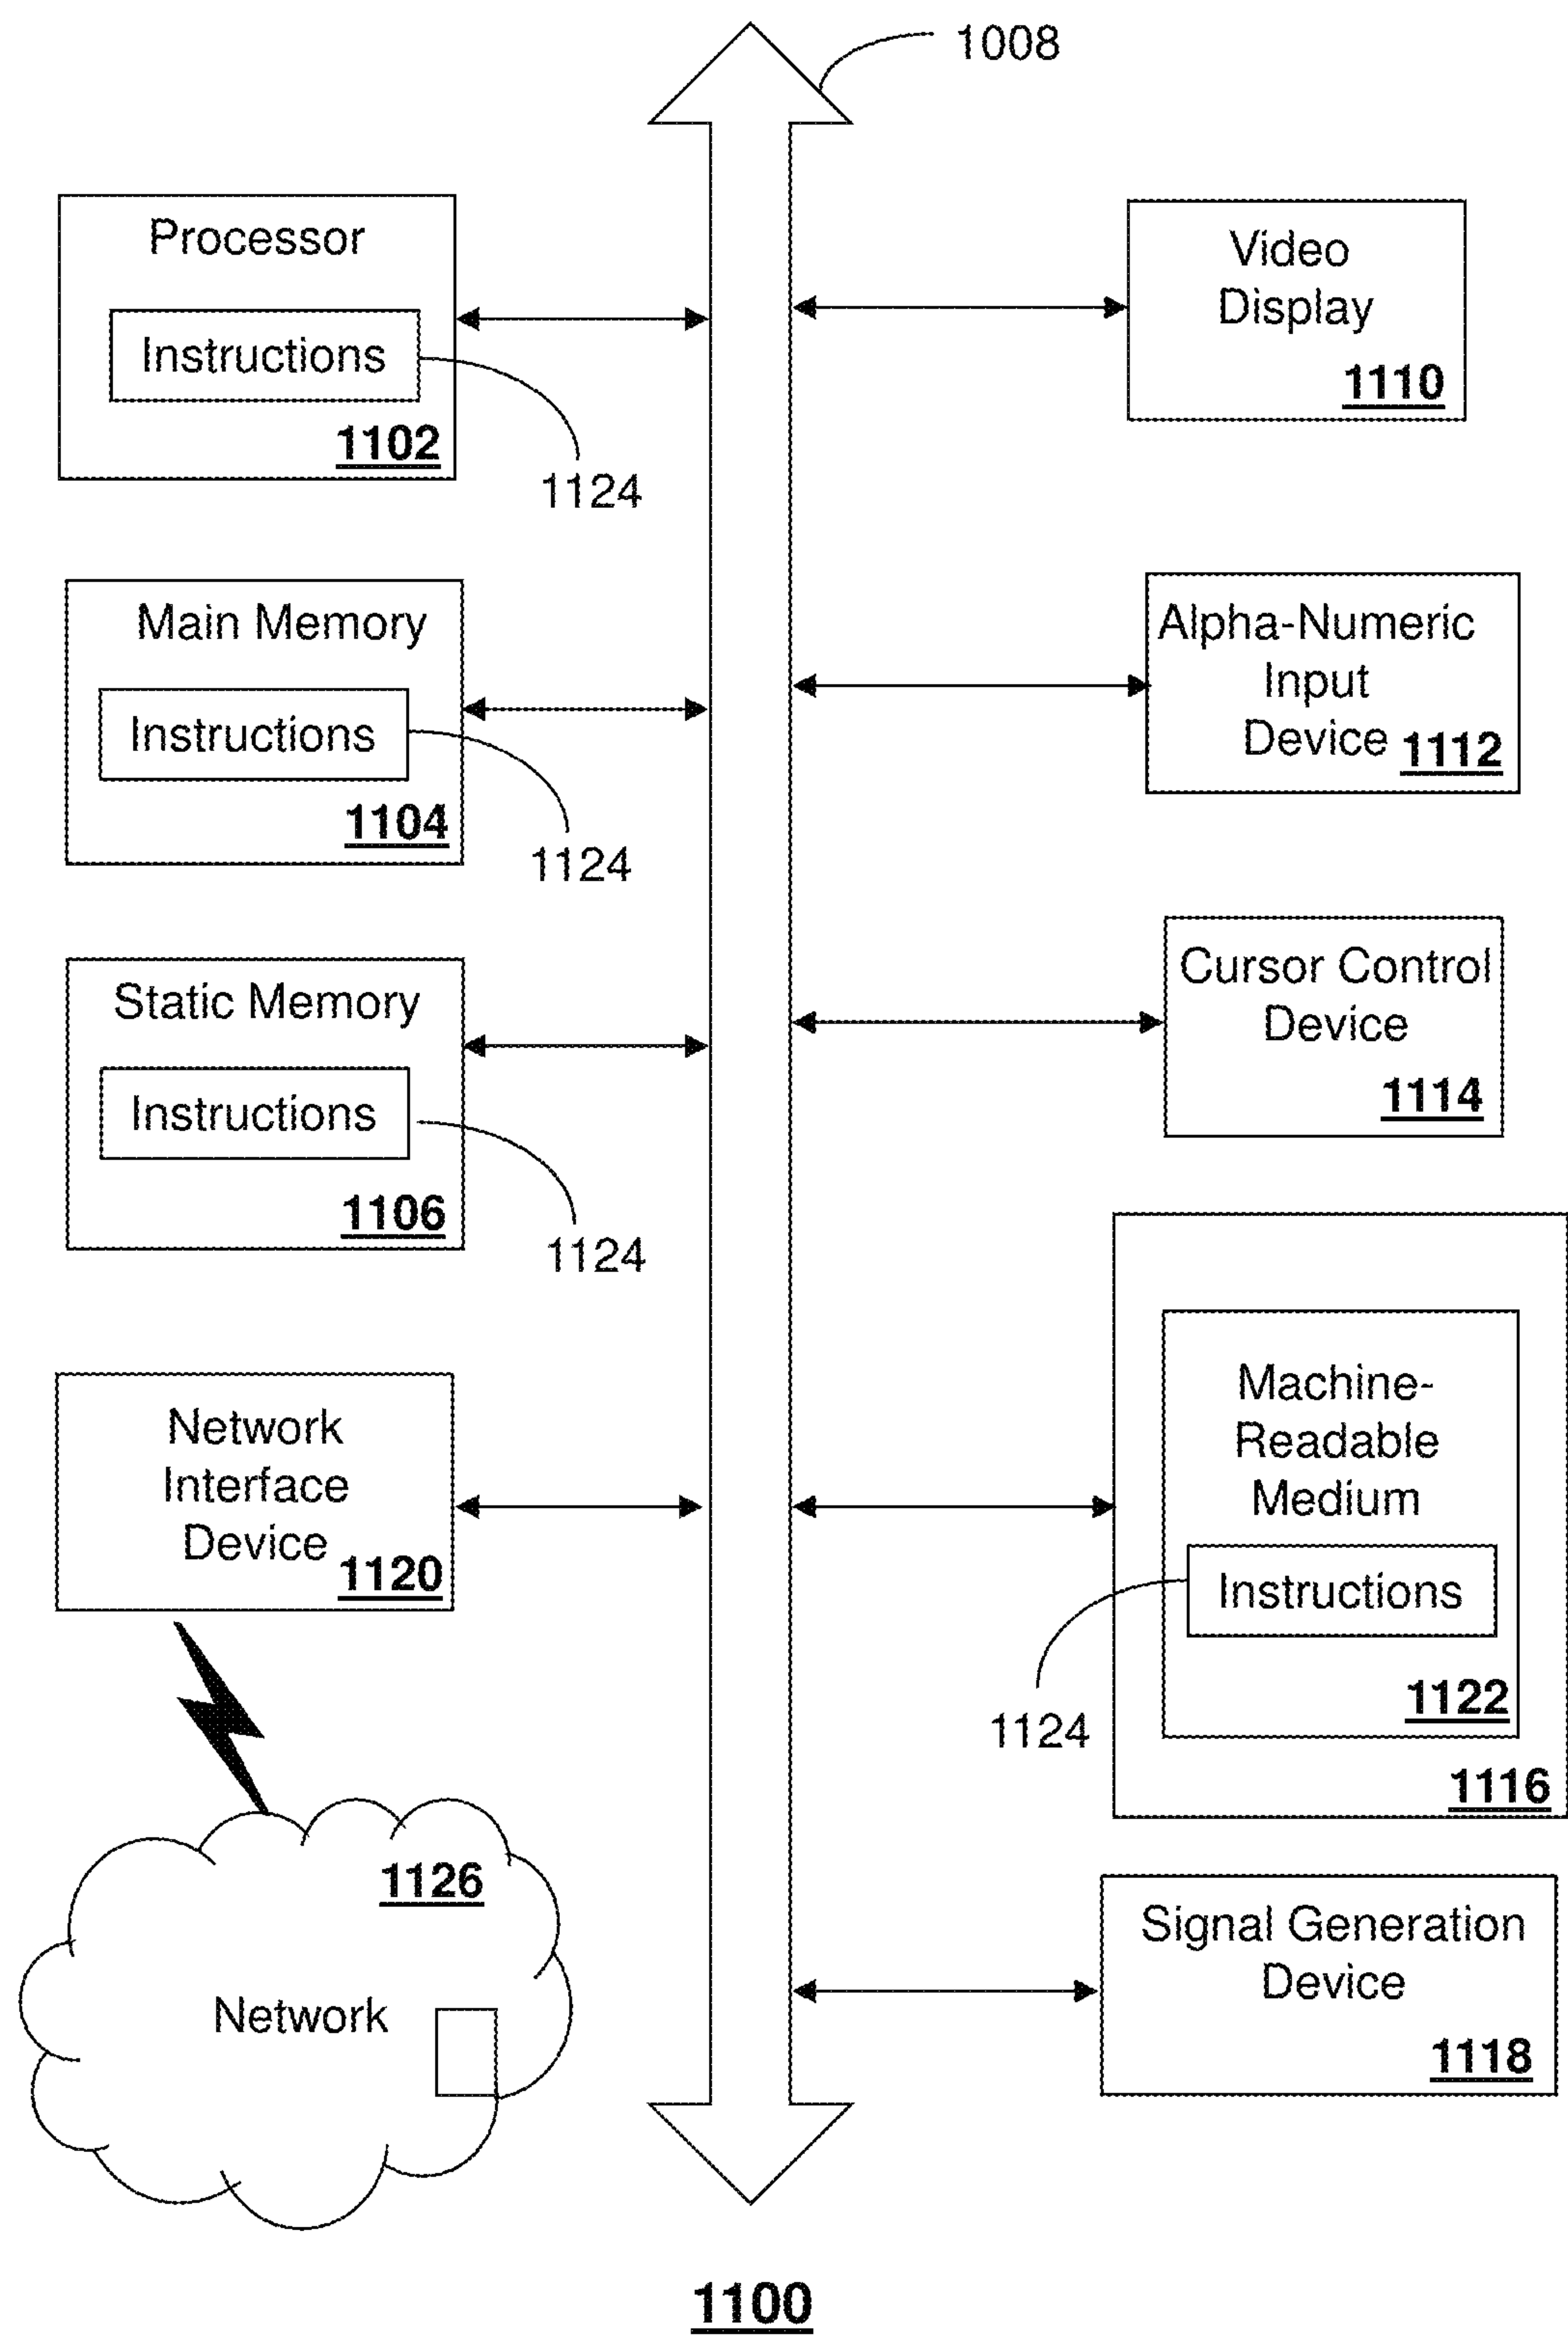 1008
Processor
Instructions
1102
1124
Main Memory
Instructions
1104
1124
Static Memory
Instructions
1106
1124
Network
Interface
Device
1120
1126
Network
Video
Display
1110
Alpha-Numeric
Input
Device
1112
Cursor Control
Device
1114
Machine-
Readable
Medium
Instructions
1124
1122
1116
Signal Generation
Device
1118
1100